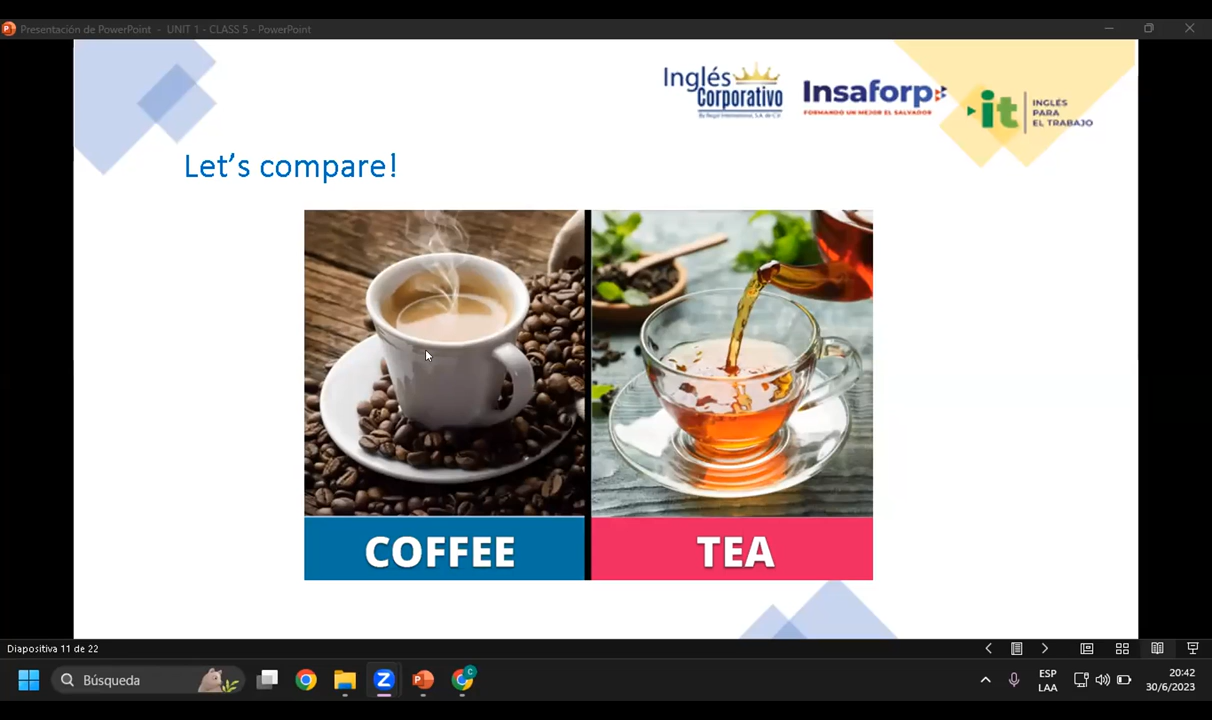 Presentación de PowerPoint - UNIT 1 - CLASS 5 - PowerPoint
Inglés
Corporativo
Insaforp
FORMANDO UN MEJOR EL SALVADOR
it
INGLÉS
PARA
EL TRABAJO
Let's compare!
COFFEE
TEA
Diapositiva 11 de 22
Búsqueda
ESP
LAA
20:42
30/6/2023